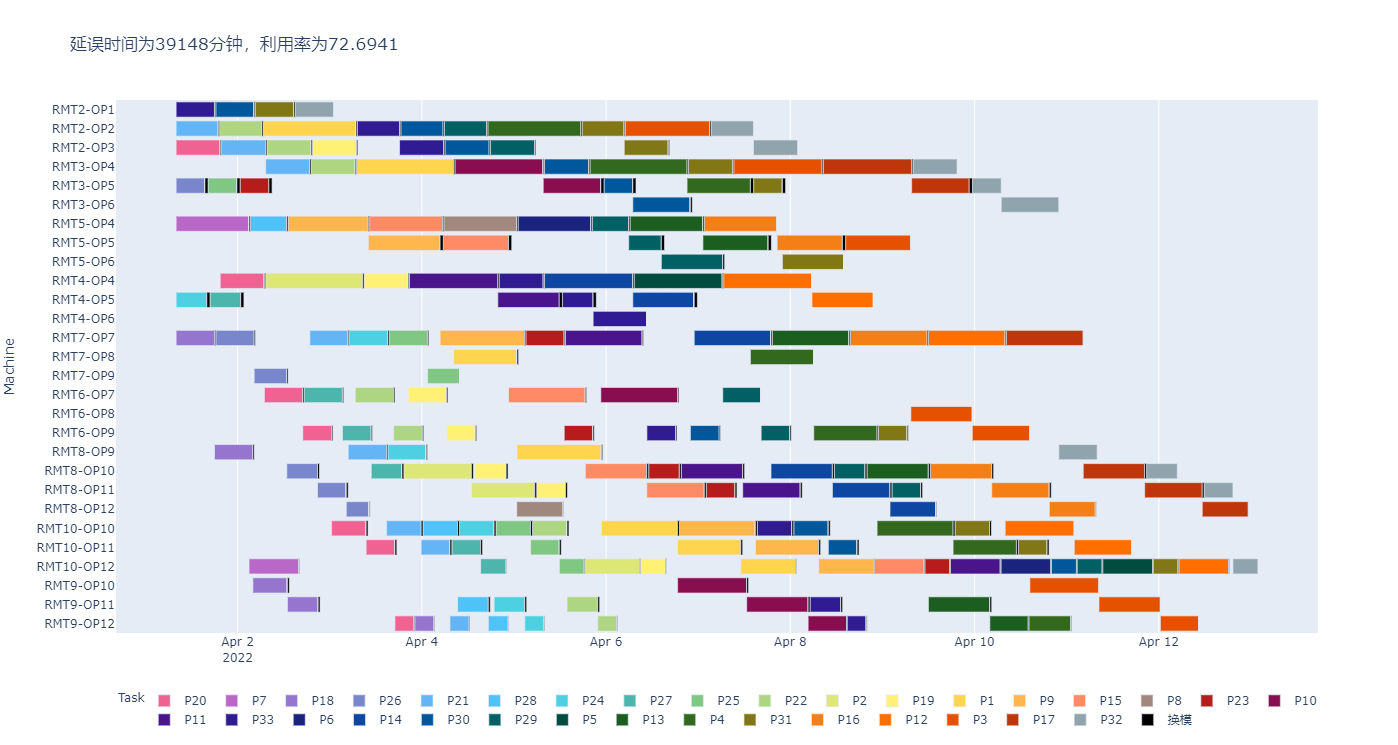 延误时间为39148分钟，利用率为72.6941
Machine
RMT2-OP1
RMT2-OP2
RMT2-OP3
RMT3-OP4
RMT3-OP5
RMT3-OP6
RMT5-OP4
RMT5-OP5
RMT5-OP6
RMT4-OP4
RMT4-OP5
RMT4-OP6
RMT7-OP7
RMT7-OP8
RMT7-OP9
RMT6-OP7
RMT6-OP8
RMT6-OP9
RMT8-OP9
RMT8-OP10
RMT8-OP11
RMT8-OP12
RMT10-OP10
RMT10-OP11
RMT10-OP12
RMT9-OP10
RMT9-OP11
RMT9-OP12
Apr 2 Apr 4 Apr 6 Apr 8 Apr 10 Apr 12
2022
Task P20 P7 P18 P26 P21 P28 P24 P27 P25 P22 P2 P19 P1 P9 P15 P8 P23 P10
P11 P33 P6 P14 P30 P29 P5 P13 P4 P31 P16 P12 P3 P17 P32 换模